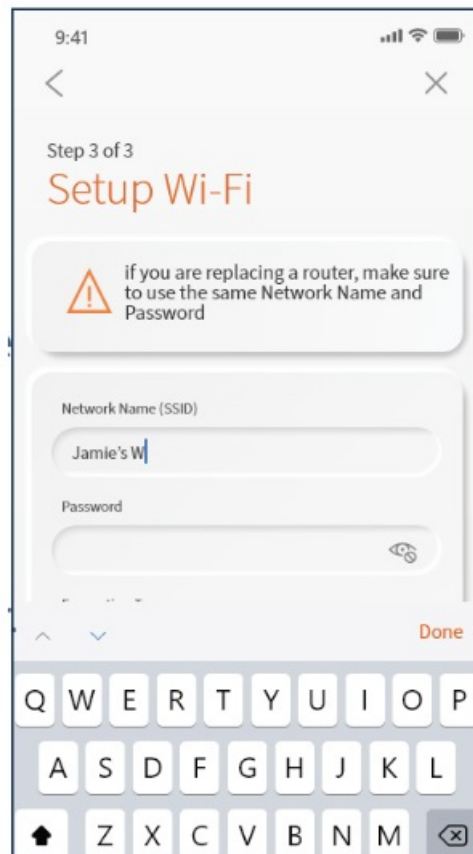 9:41
Step 3 of 3
Setup Wi-Fi
if you are replacing a router, make sure
to use the same Network Name and
Password
Network Name (SSID)
Jamie's W
Password
Done
Q W E R T Y U I O P
A S D F G H J K L
Z X C V B N M